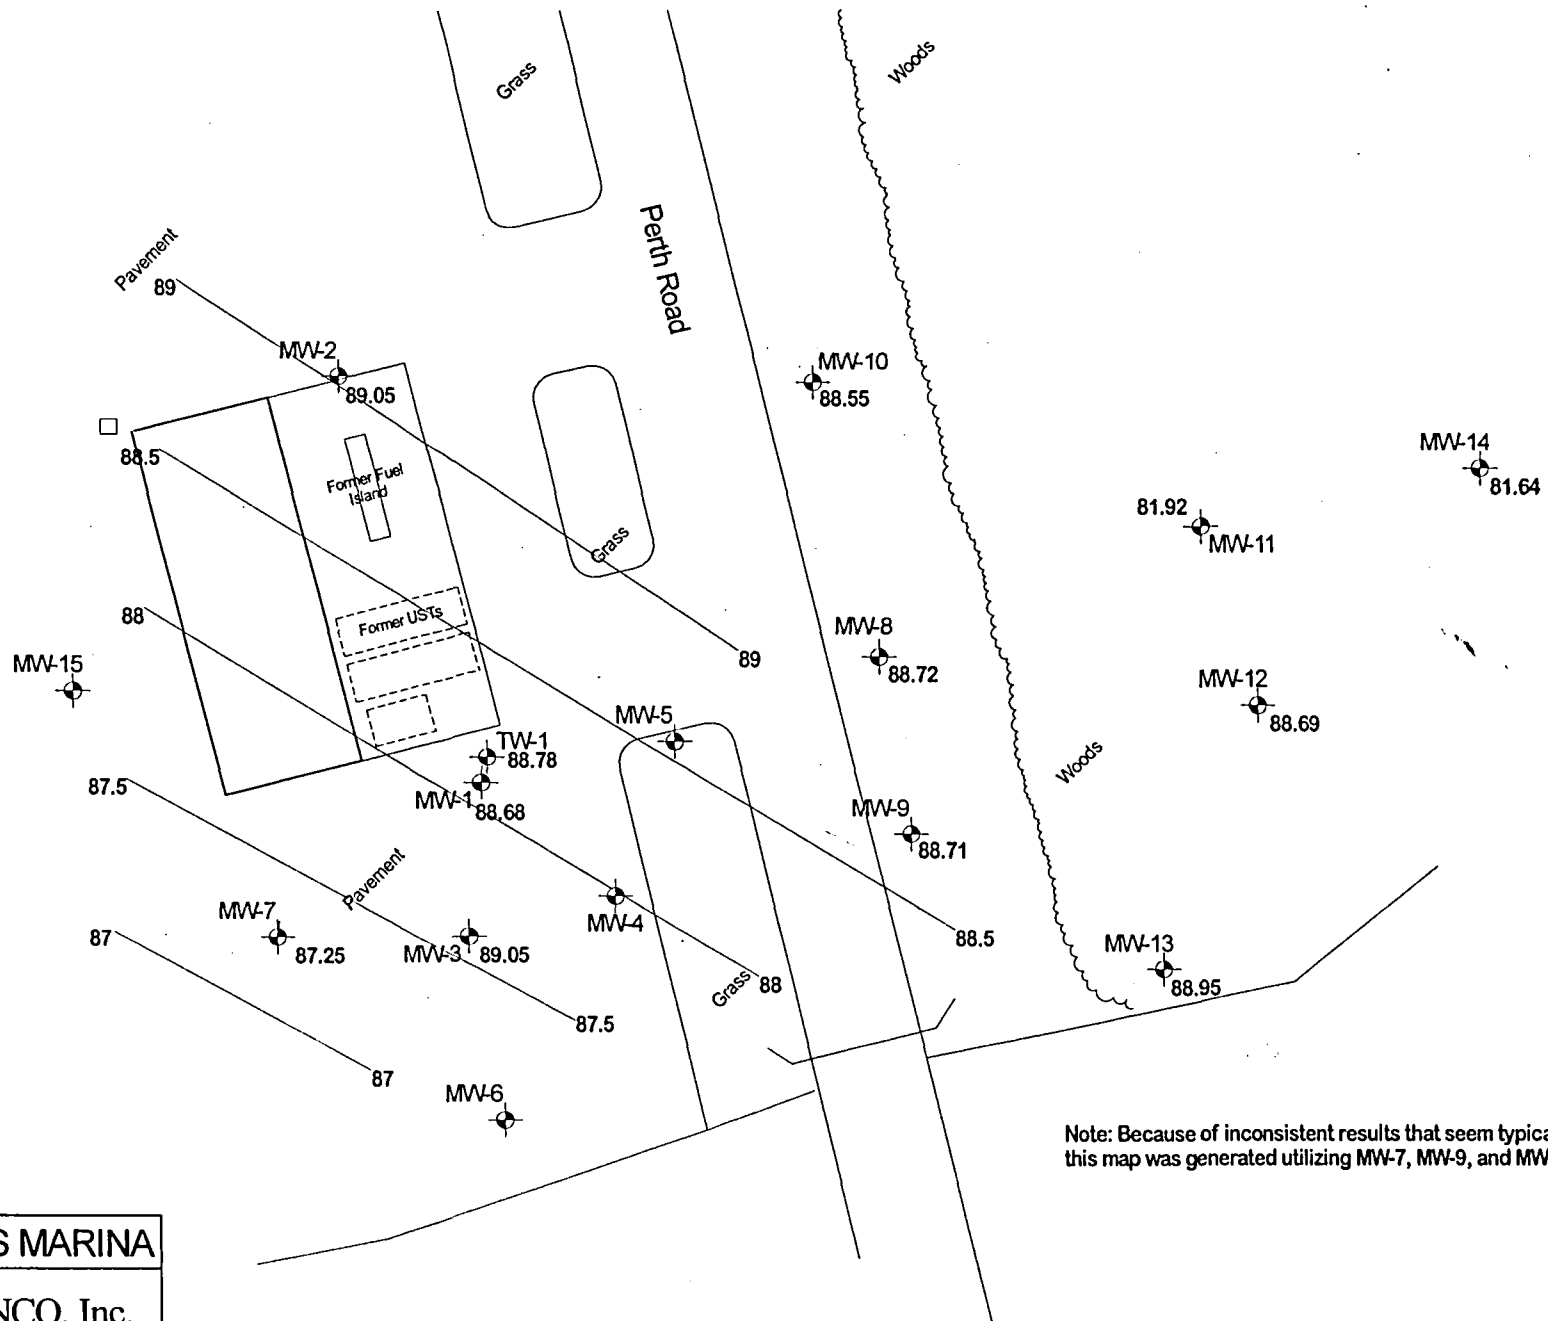 Grass
Woods
Perth Road
Pavement
89
MW-2
89.05
MW-10
88.55
88.5
Former Fuel
Island
MW-14
81.64
81.92
MW-11
Grass
88
Former USTs
MW-8
88.72
89
MW-15
MW-12
88.69
MW-5
TW-1
88.78
87.5
MW-1
88.68
Woods
MW-9
88.71
Pavement
MW-7
87.25
87
MW-3
89.05
MW-4
88.5
MW-13
88.95
Grass
88
87.5
87
MW-6
Note: Because of inconsistent results that seem typica
this map was generated utilizing MW-7, MW-9, and MW
S MARINA
NCO, Inc.